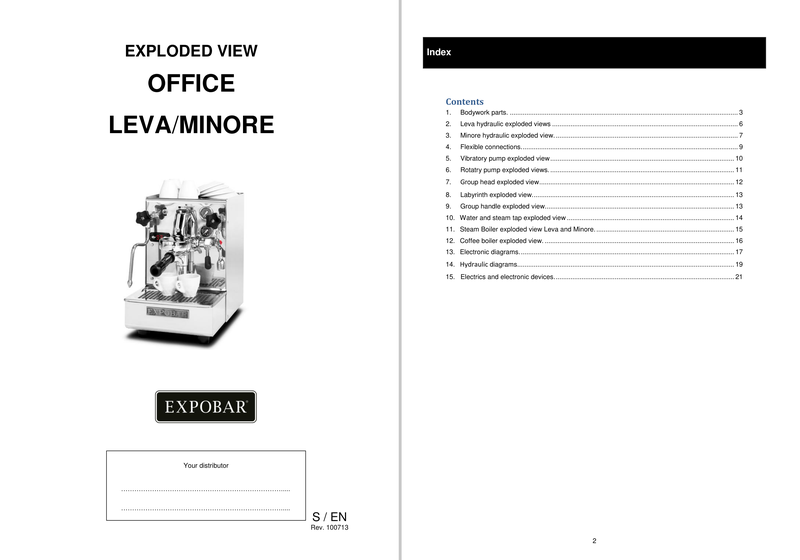 EXPLODED VIEW
OFFICE
LEVA/MINORE
EXPOBAR
Your distributor
S / EN
Rev. 100713
Index
Contents
1. Bodywork parts. 3
2. Leva hydraulic exploded views 6
3. Minore hydraulic exploded view. 7
4. Flexible connections. 9
5. Vibratory pump exploded view 10
6. Rotatry pump exploded views. 11
7. Group head exploded view 12
8. Labyrinth exploded view. 13
9. Group handle exploded view. 13
10. Water and steam tap exploded view 14
11. Steam Boiler exploded view Leva and Minore. 15
12. Coffee boiler exploded view. 16
13. Electronic diagrams. 17
14. Hydraulic diagrams 19
15. Electrics and electronic devices. 21
2